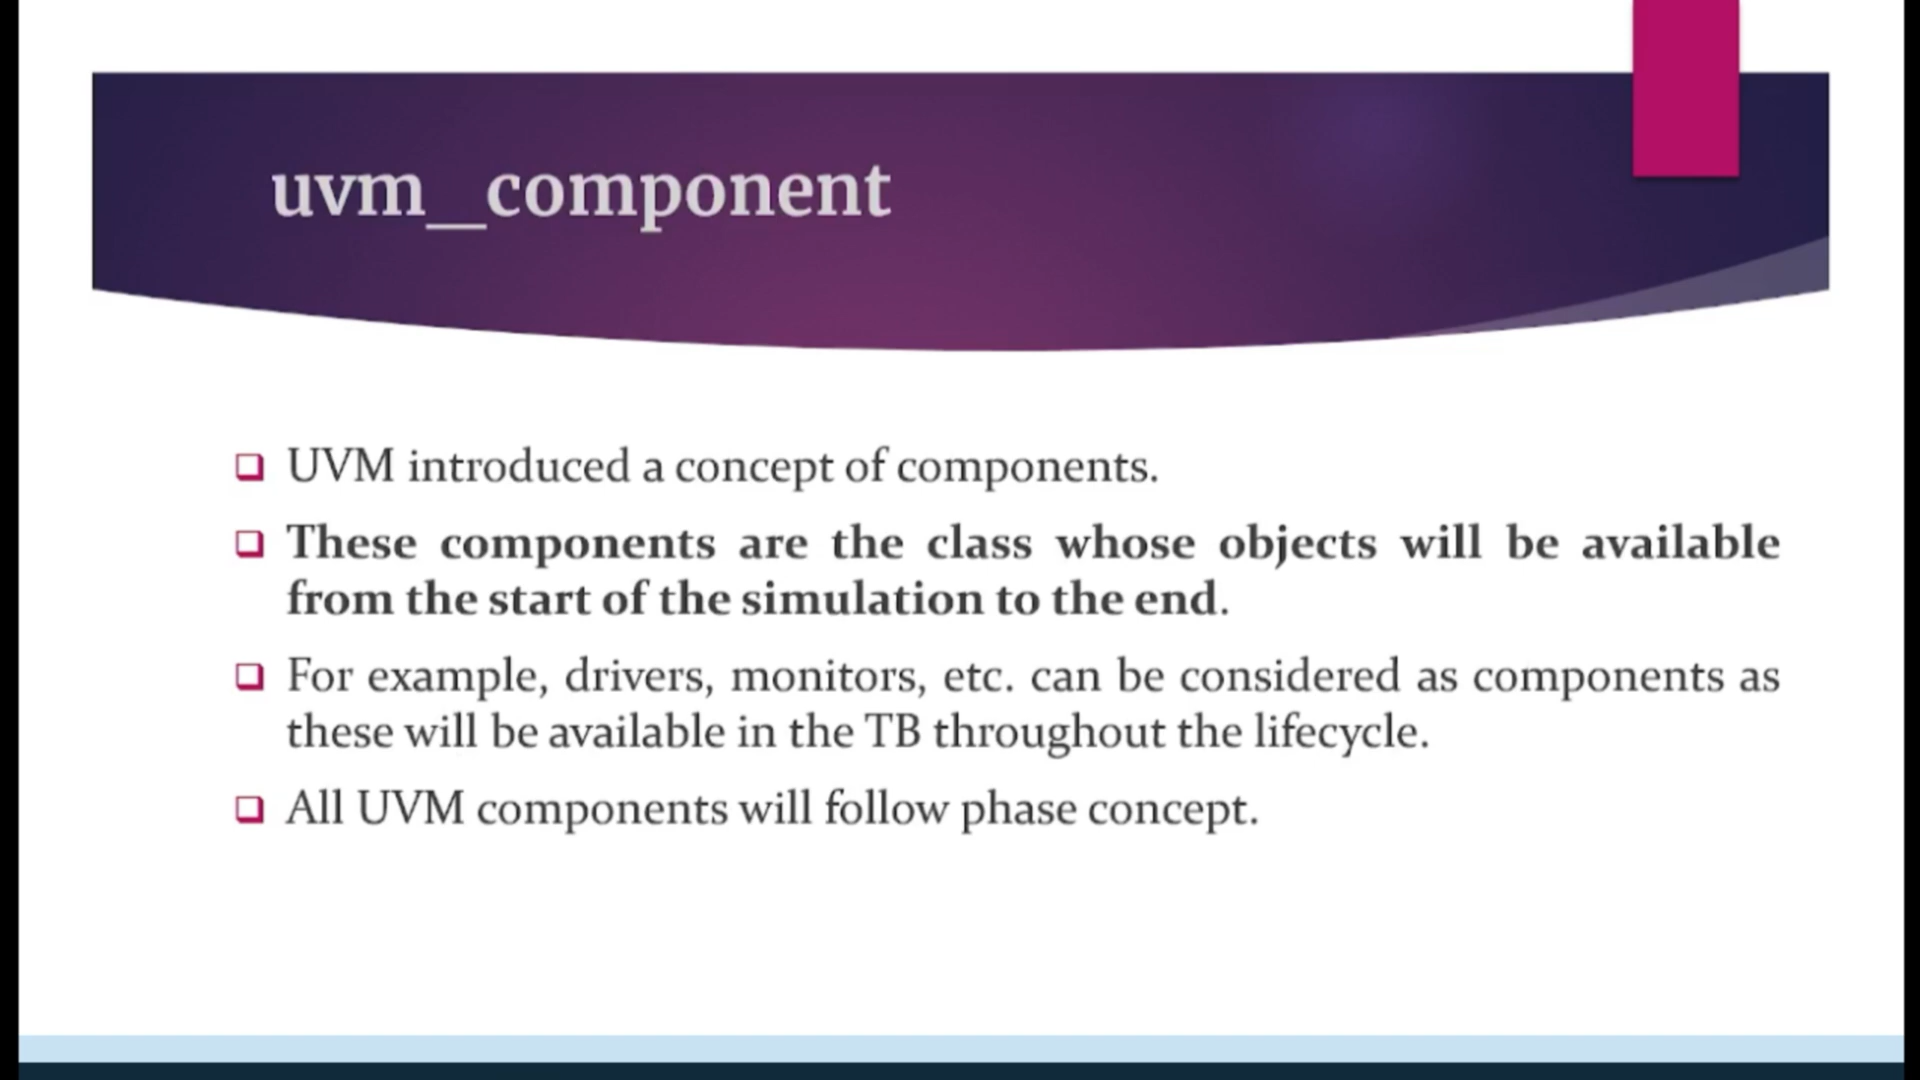 uvm_component
UVM introduced a concept of components.
These components are the class whose objects will be available
from the start of the simulation to the end.
For example, drivers, monitors, etc. can be considered as components as
these will be available in the TB throughout the lifecycle.
All UVM components will follow phase concept.